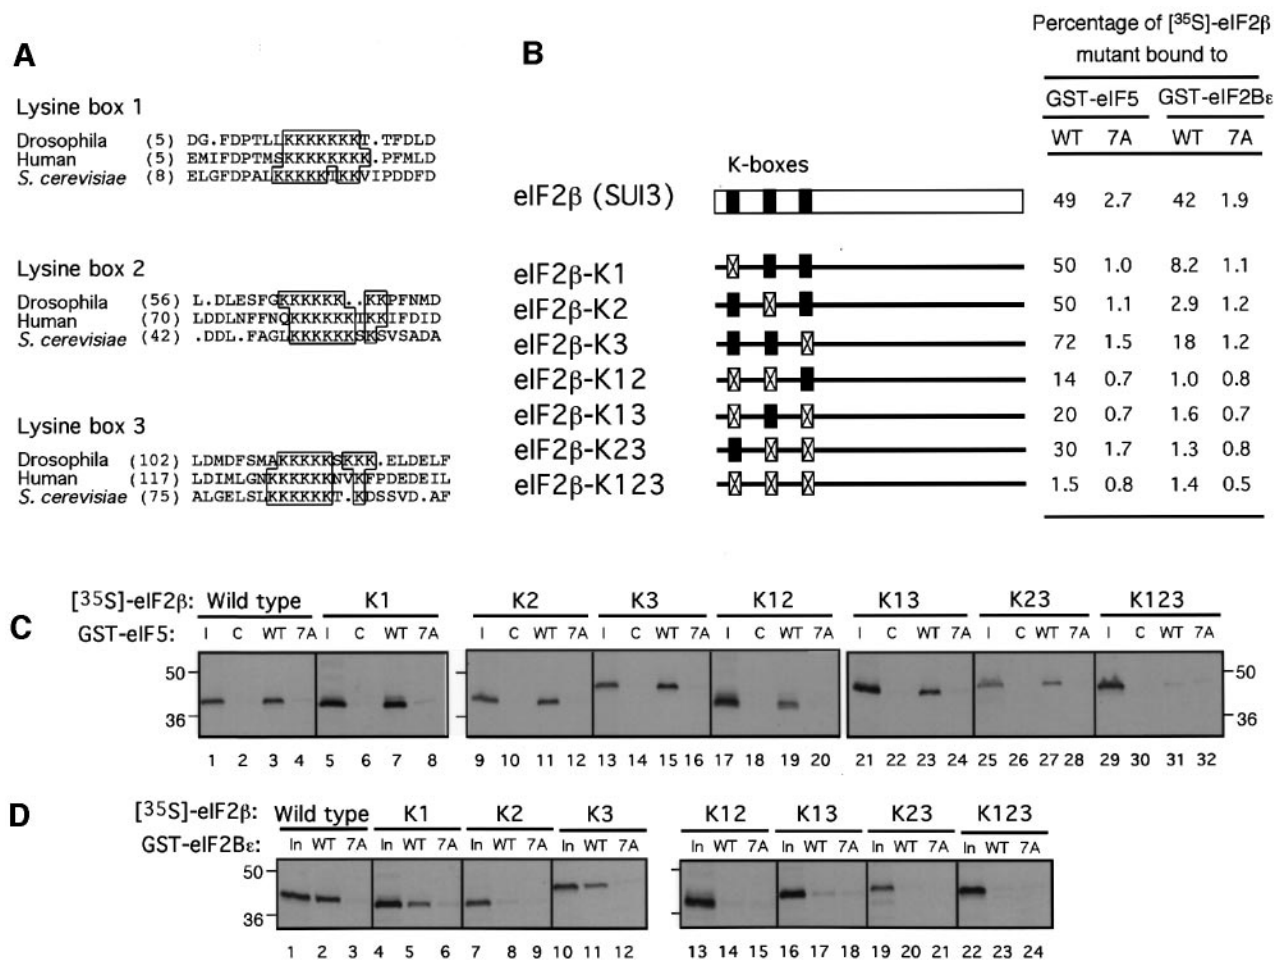 A
Lysine box 1
Drosophila (5) DG.FDPTLLKKKKKKKT.TFDLD
Human (5) EMIFDPTMSKKKKKKKK.PFMLD
S. cerevisiae (8) ELGFDPALKKKKKTKKVIPDDFD
Lysine box 2
Drosophila (56) L.DLESFGKKKKKK..KKPFNMD
Human (70) LDDLNFFNQKKKKKKIKKIFDID
S. cerevisiae (42) .DDL.FAGLKKKKKKSKSVSADA
Lysine box 3
Drosophila (102) LDMDFSMAKKKKKSKKK.ELDELF
Human (117) LDIMLGNKKKKKKNVKFPDEDEIL
S. cerevisiae (75) ALGELSLKKKKKKT.KDSSVD.AF
B
Percentage of [35S]-eIF2β
mutant bound to
GST-eIF5 GST-eIF2Bε
WT 7A WT 7A
K-boxes
eIF2β (SUI3) 49 2.7 42 1.9
eIF2β-K1 50 1.0 8.2 1.1
eIF2β-K2 50 1.1 2.9 1.2
eIF2β-K3 72 1.5 18 1.2
eIF2β-K12 14 0.7 1.0 0.8
eIF2β-K13 20 0.7 1.6 0.7
eIF2β-K23 30 1.7 1.3 0.8
eIF2β-K123 1.5 0.8 1.4 0.5
C
[35S]-eIF2β: Wild type K1 K2 K3 K12 K13 K23 K123
GST-eIF5: I C WT 7A I C WT 7A I C WT 7A I C WT 7A I C WT 7A I C WT 7A I C WT 7A I C WT 7A
50 50
36 36
1 2 3 4 5 6 7 8 9 10 11 12 13 14 15 16 17 18 19 20 21 22 23 24 25 26 27 28 29 30 31 32
D
[35S]-eIF2β: Wild type K1 K2 K3 K12 K13 K23 K123
GST-eIF2Bε: In WT 7A In WT 7A In WT 7A In WT 7A In WT 7A In WT 7A In WT 7A In WT 7A
50
36
1 2 3 4 5 6 7 8 9 10 11 12 13 14 15 16 17 18 19 20 21 22 23 24